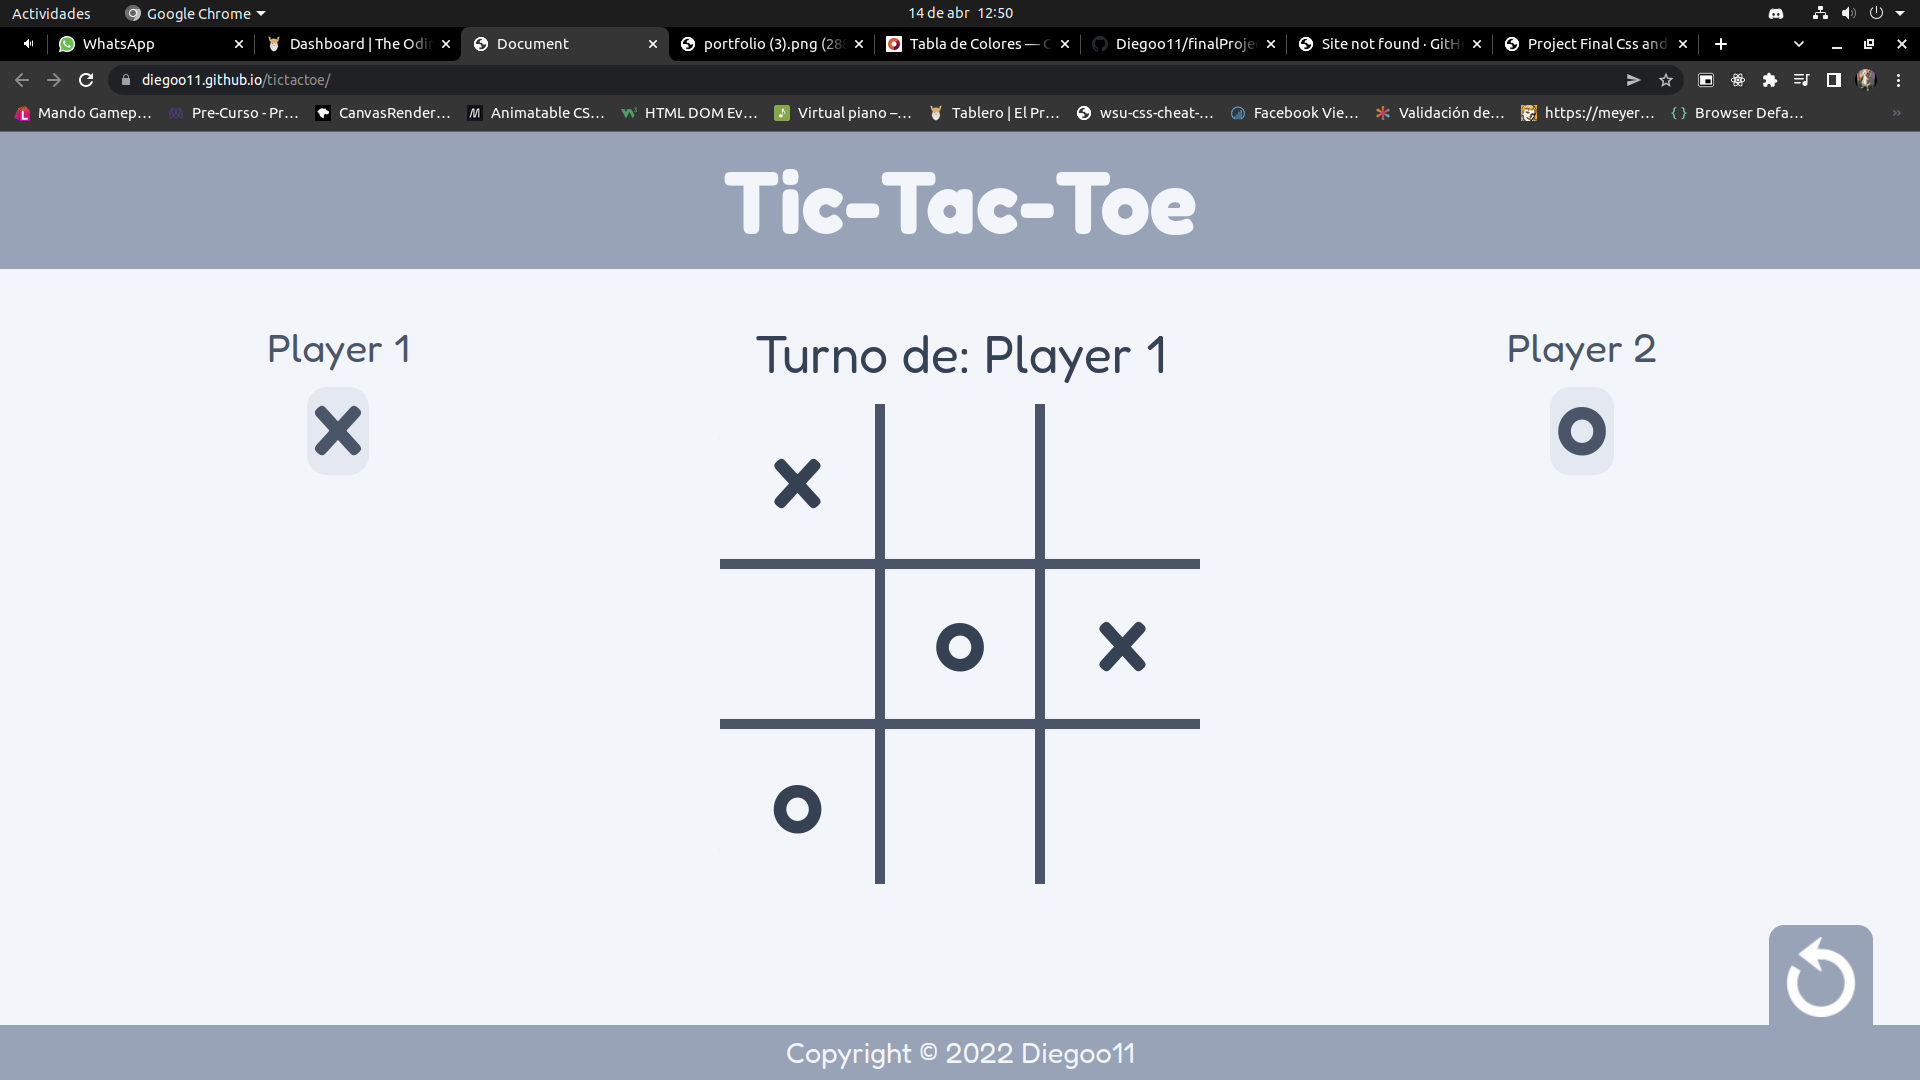 Actividades Google Chrome 14 de abr 12:50
WhatsApp Dashboard | The Odi Document portfolio (3).png (28 Tabla de Colores — C Diegoo11/finalProje Site not found · GitH Project Final Css and
diegoo11.github.io/tictactoe/
Mando Gamep… Pre-Curso - Pr… CanvasRender… Animatable CS… HTML DOM Ev… Virtual piano –… Tablero | El Pr… wsu-css-cheat-… Facebook Vie… Validación de… https://meyer… Browser Defa… »
Tic-Tac-Toe
Player 1 Turno de: Player 1 Player 2
X O
X
O X
O
Copyright © 2022 Diegoo11